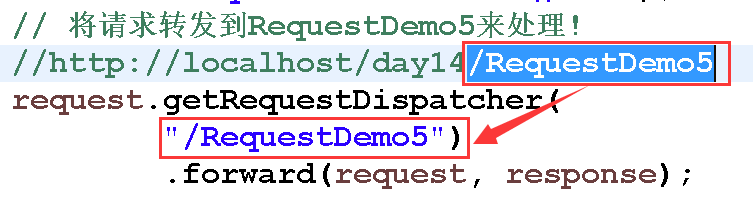 // 将请求转发到RequestDemo5来处理!
//http://localhost/day14/RequestDemo5
request.getRequestDispatcher(
"/RequestDemo5")
.forward(request, response);